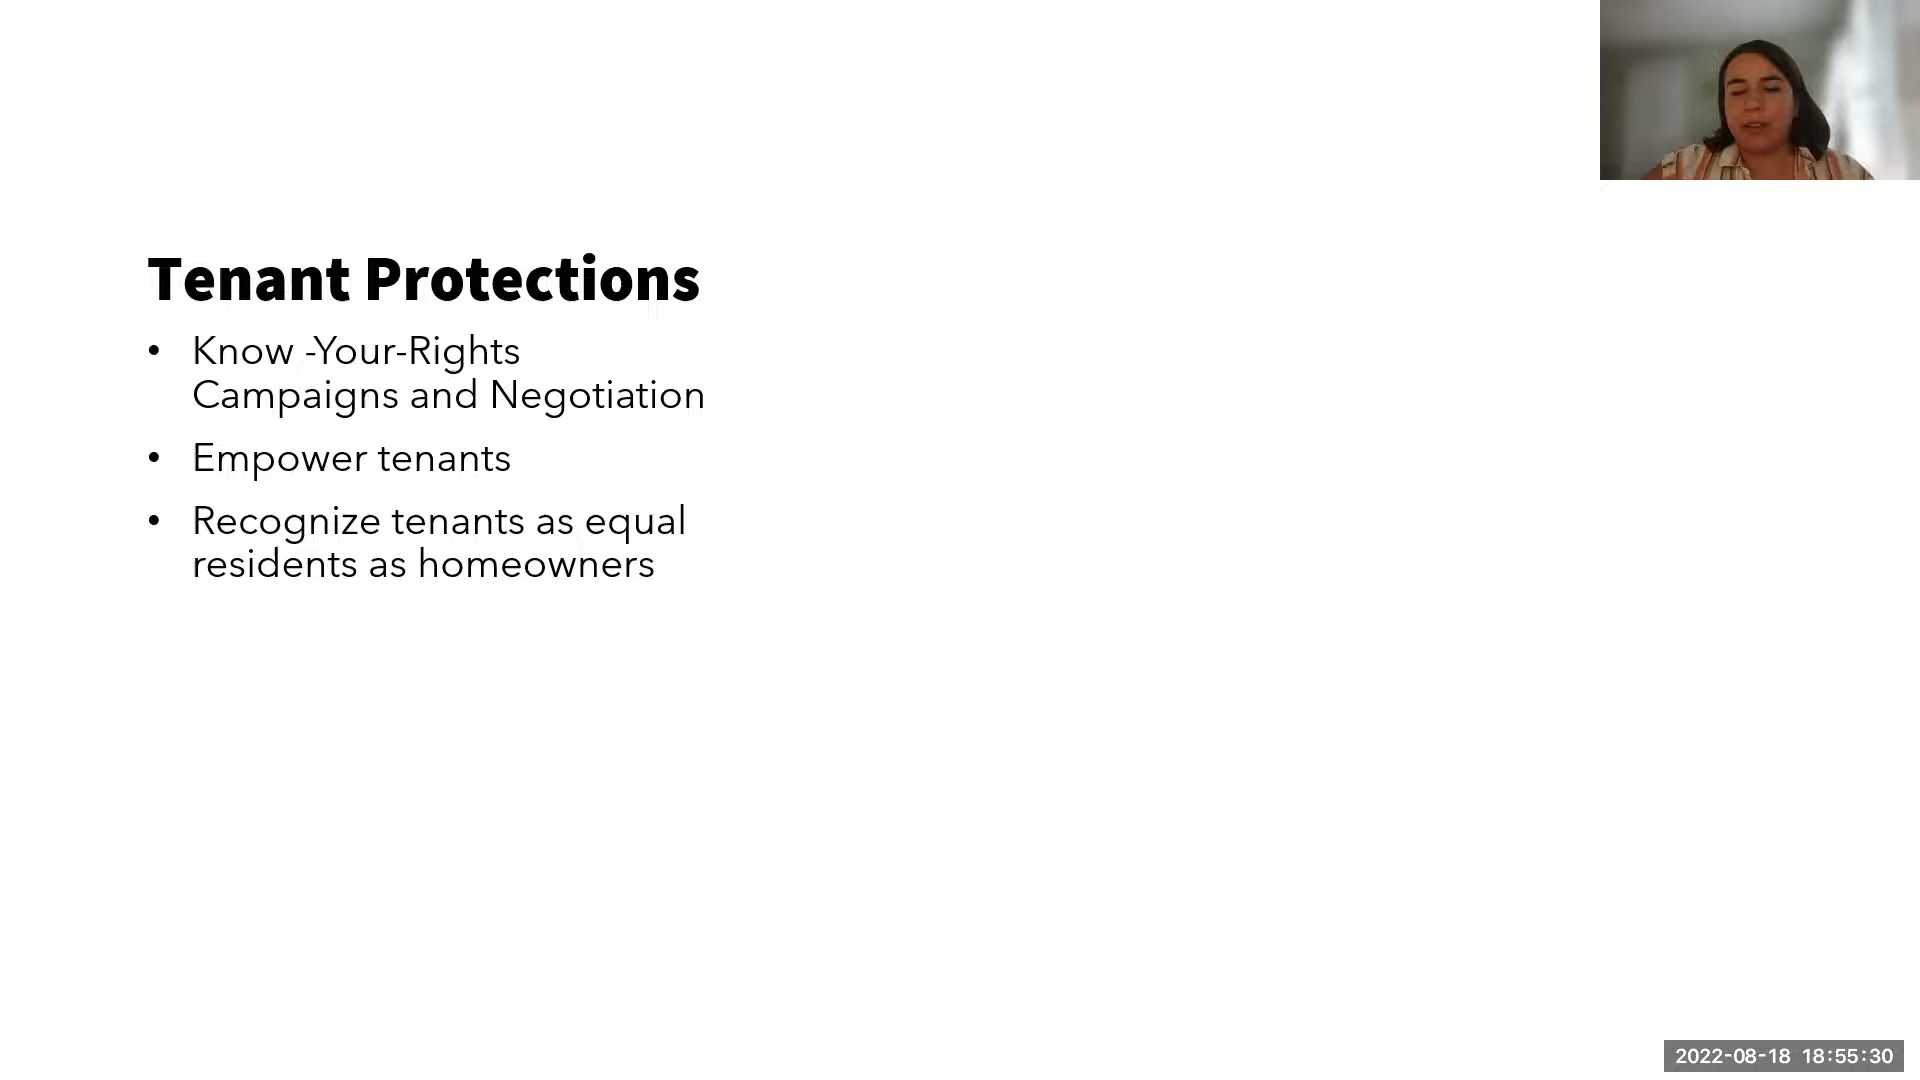 Tenant Protections
• Know -Your-Rights
Campaigns and Negotiation
• Empower tenants
• Recognize tenants as equal
residents as homeowners
2022-08-18 18:55:30